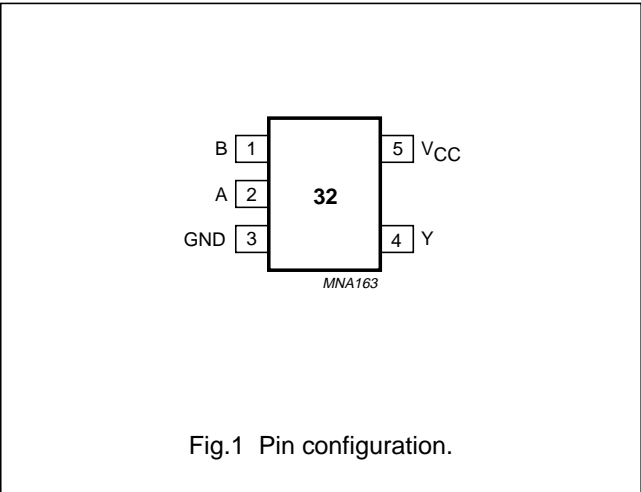 B 1 5 VCC
A 2 32
GND 3 4 Y
MNA163
Fig.1 Pin configuration.